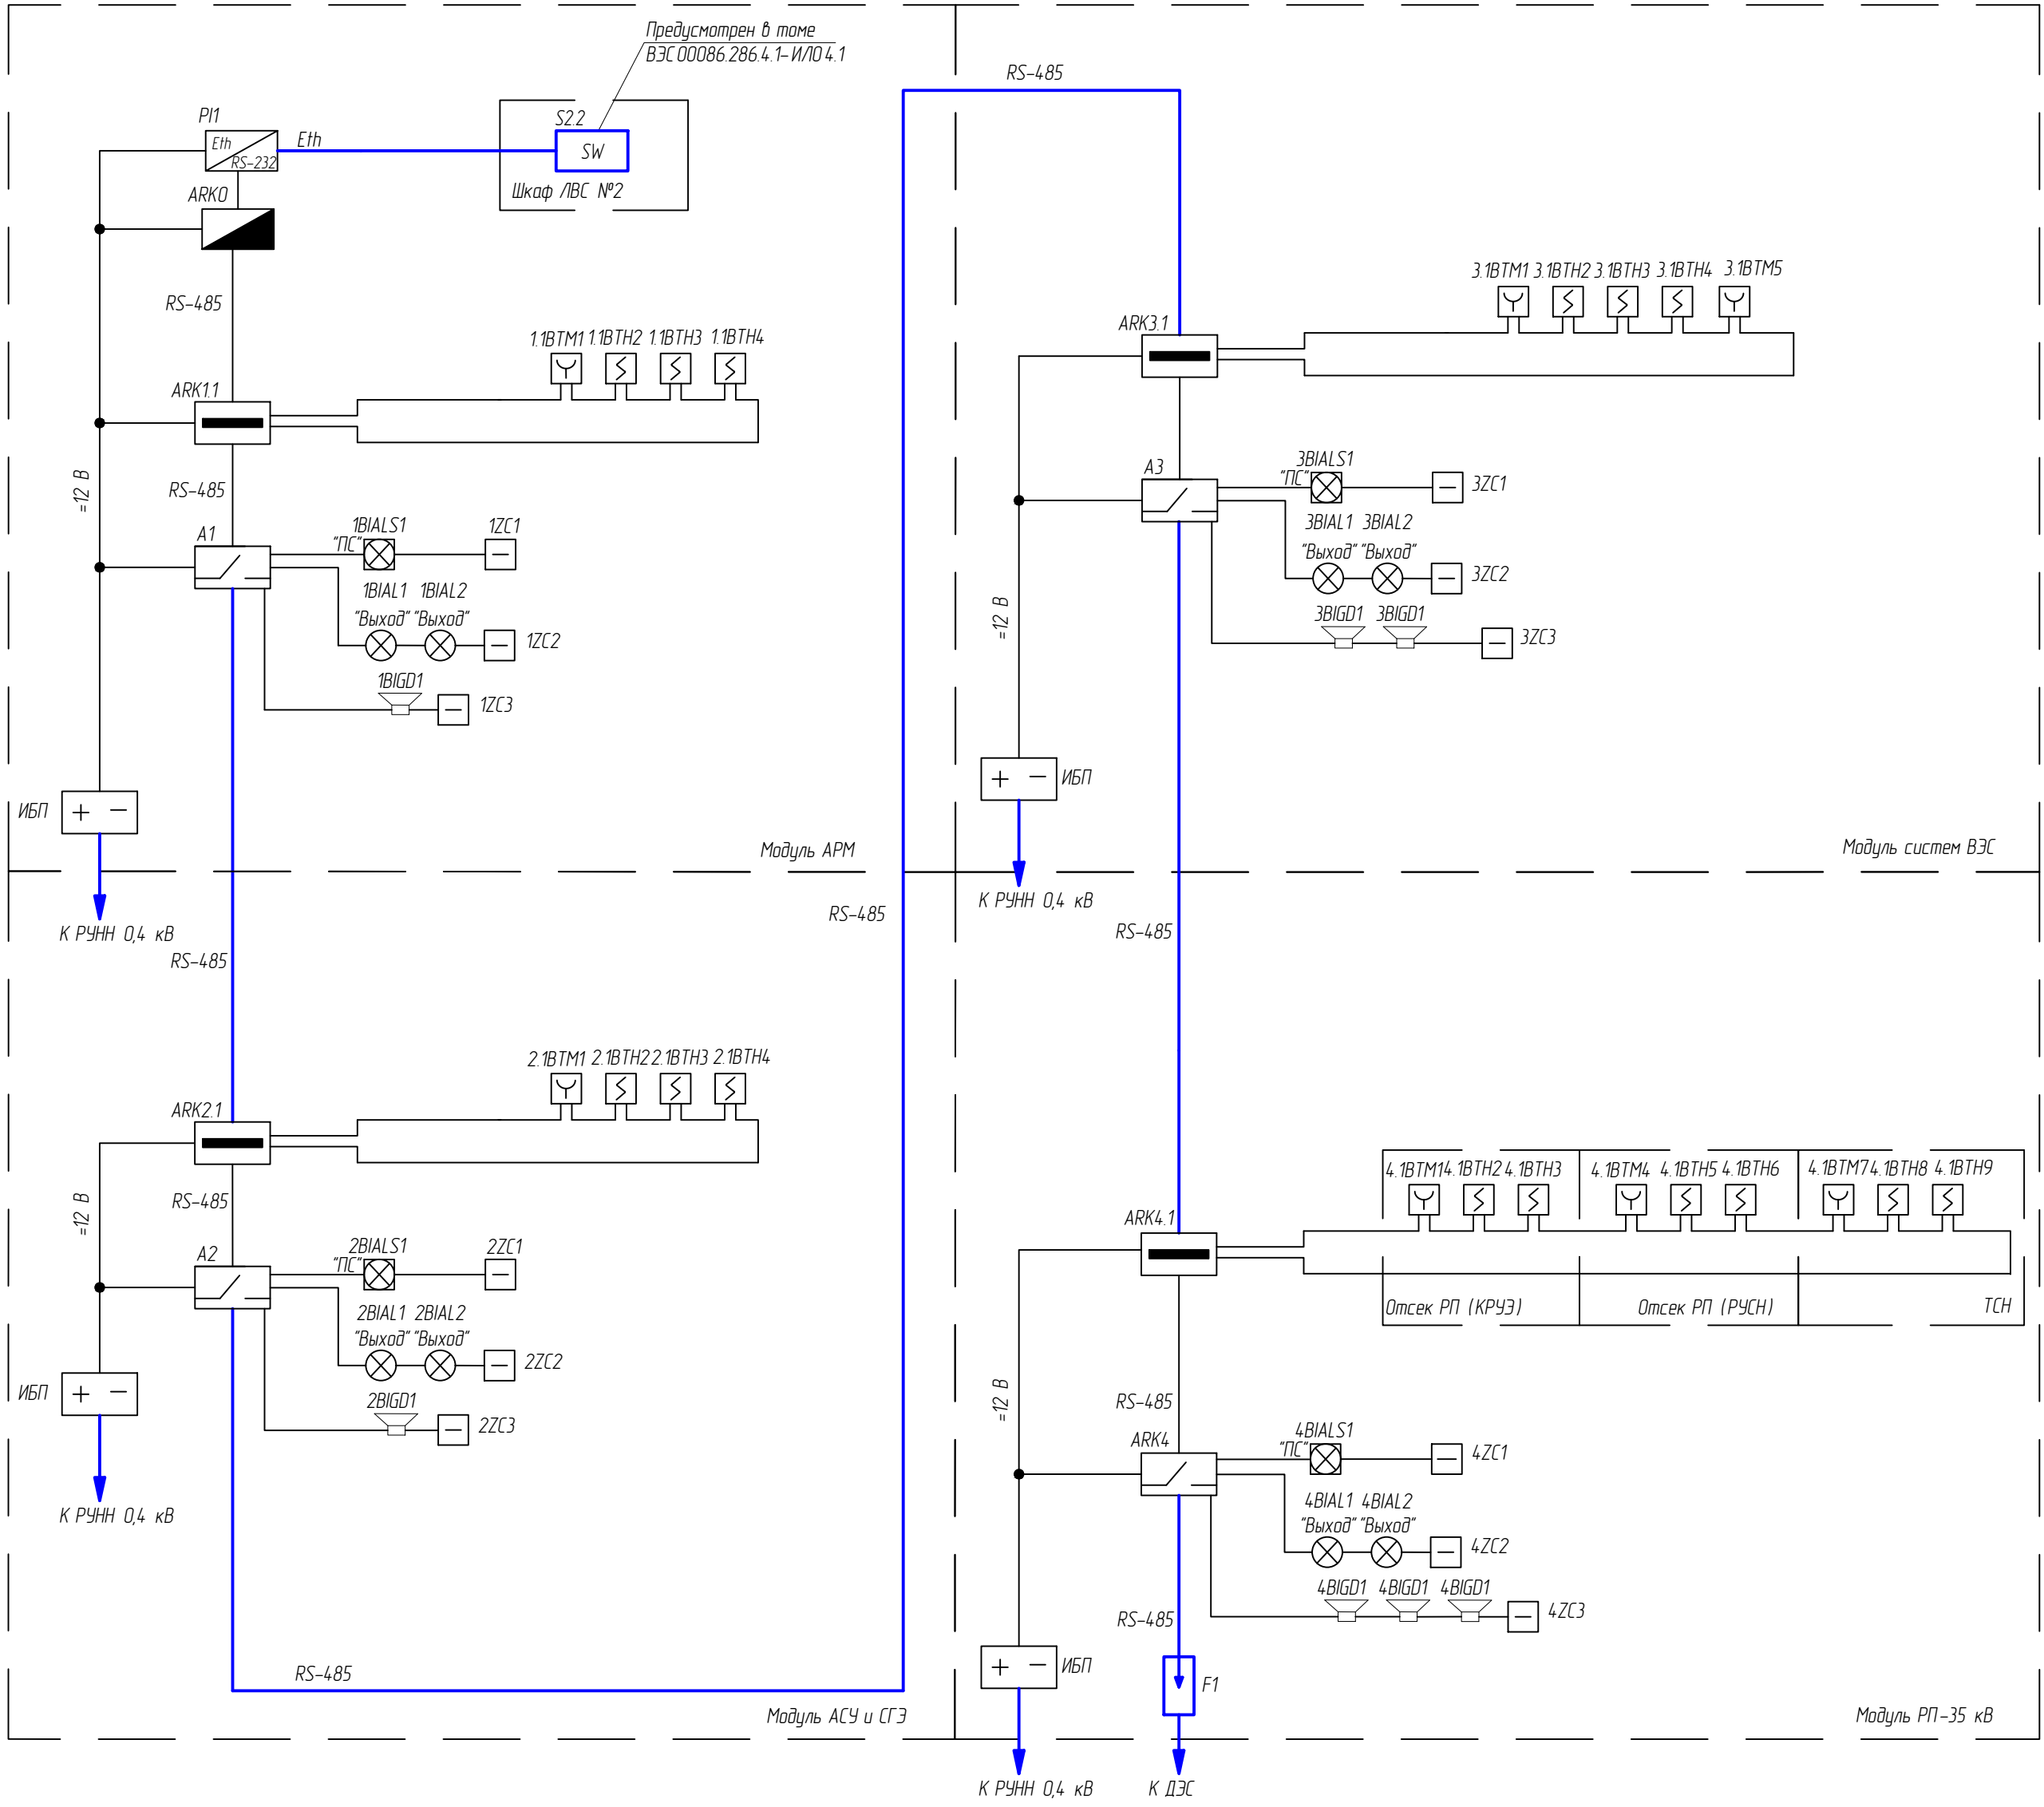 Предусмотрен в томе
ВЭС00086.286.4.1-ИЛО4.1
PI1
Eth
RS-232
Eth
S2.2
SW
Шкаф ЛВС №2
ARK0
RS-485
ARK1.1
1.1BTM1 1.1BTH2 1.1BTH3 1.1BTH4
=12 В
RS-485
A1
1BIALS1
"ПС"
1ZC1
1BIAL1 1BIAL2
"Выход" "Выход"
1ZC2
1BIGD1
1ZC3
ИБП
К РУНН 0,4 кВ
Модуль АРМ
RS-485
RS-485
ARK3.1
3.1BTM1 3.1BTH2 3.1BTH3 3.1BTH4 3.1BTM5
A3
3BIALS1
"ПС"
3ZC1
3BIAL1 3BIAL2
"Выход" "Выход"
3ZC2
3BIGD1 3BIGD1
3ZC3
=12 В
ИБП
К РУНН 0,4 кВ
Модуль систем ВЭС
RS-485
RS-485
ARK2.1
2.1BTM1 2.1BTH2 2.1BTH3 2.1BTH4
=12 В
RS-485
A2
2BIALS1
"ПС"
2ZC1
2BIAL1 2BIAL2
"Выход" "Выход"
2ZC2
2BIGD1
2ZC3
ИБП
К РУНН 0,4 кВ
RS-485
Модуль АСУ и СГЭ
ARK4.1
4.1BTM1 4.1BTH2 4.1BTH3 4.1BTM4 4.1BTH5 4.1BTH6 4.1BTM7 4.1BTH8 4.1BTH9
Отсек РП (КРУЭ)
Отсек РП (РУСН)
ТСН
=12 В
RS-485
ARK4
4BIALS1
"ПС"
4ZC1
4BIAL1 4BIAL2
"Выход" "Выход"
4ZC2
4BIGD1 4BIGD1 4BIGD1
4ZC3
RS-485
ИБП
F1
Модуль РП-35 кВ
К РУНН 0,4 кВ
К ДЭС